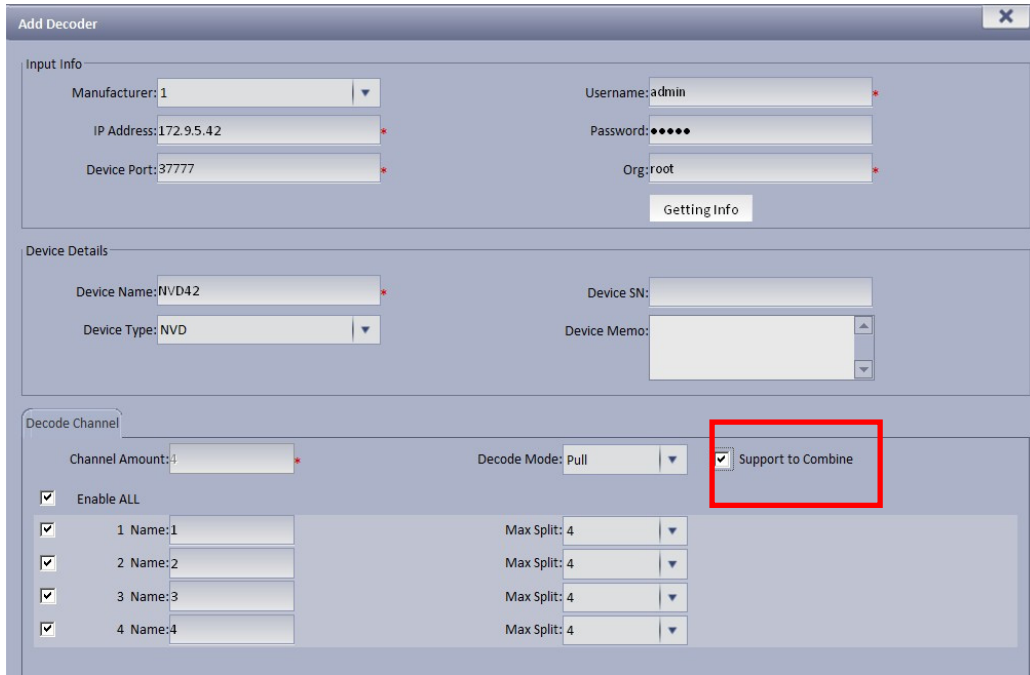 Add Decoder
Input Info
Manufacturer: 1 Username: admin *
IP Address: 172.9.5.42 * Password: ●●●●●
Device Port: 37777 * Org: root *
Getting Info
Device Details
Device Name: NVD42 * Device SN:
Device Type: NVD Device Memo:
Decode Channel
Channel Amount: 4 * Decode Mode: Pull Support to Combine
Enable ALL
1 Name: 1 Max Split: 4
2 Name: 2 Max Split: 4
3 Name: 3 Max Split: 4
4 Name: 4 Max Split: 4